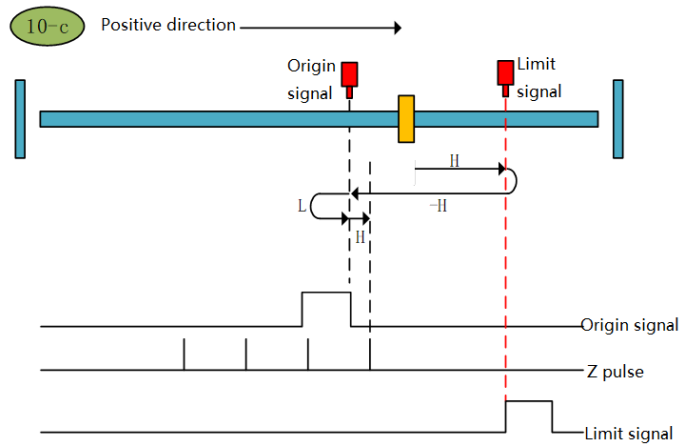 10-c
Positive direction
Origin
signal
Limit
signal
H
-H
L
H
Origin signal
Z pulse
Limit signal